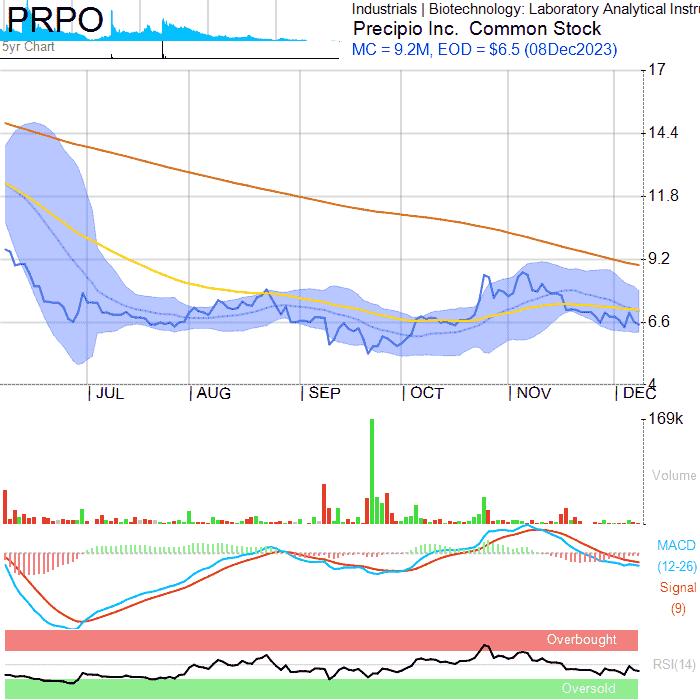 PRPO
5yr Chart
Industrials | Biotechnology: Laboratory Analytical Instru
Precipio Inc. Common Stock
MC = 9.2M, EOD = $6.5 (08Dec2023)
17
14.4
11.8
9.2
6.6
4
JUL AUG SEP OCT NOV DEC
169k
Volume
MACD
(12-26)
Signal
(9)
Overbought
RSI(14)
Oversold